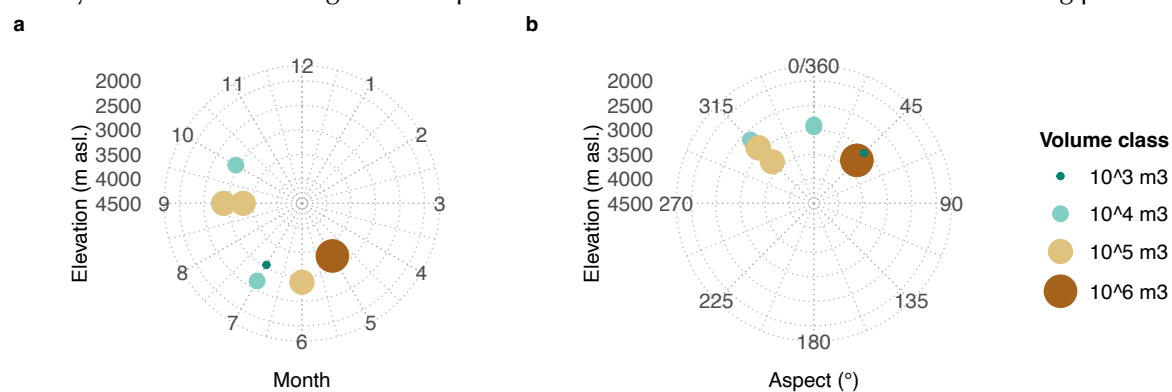 a
b
12
1
2
3
4
5
6
7
8
9
10
11
2000
2500
3000
3500
4000
4500
Elevation (m asl.)
Month
0/360
45
90
135
180
225
270
315
2000
2500
3000
3500
4000
4500
Elevation (m asl.)
Aspect (°)
Volume class
10^3 m3
10^4 m3
10^5 m3
10^6 m3